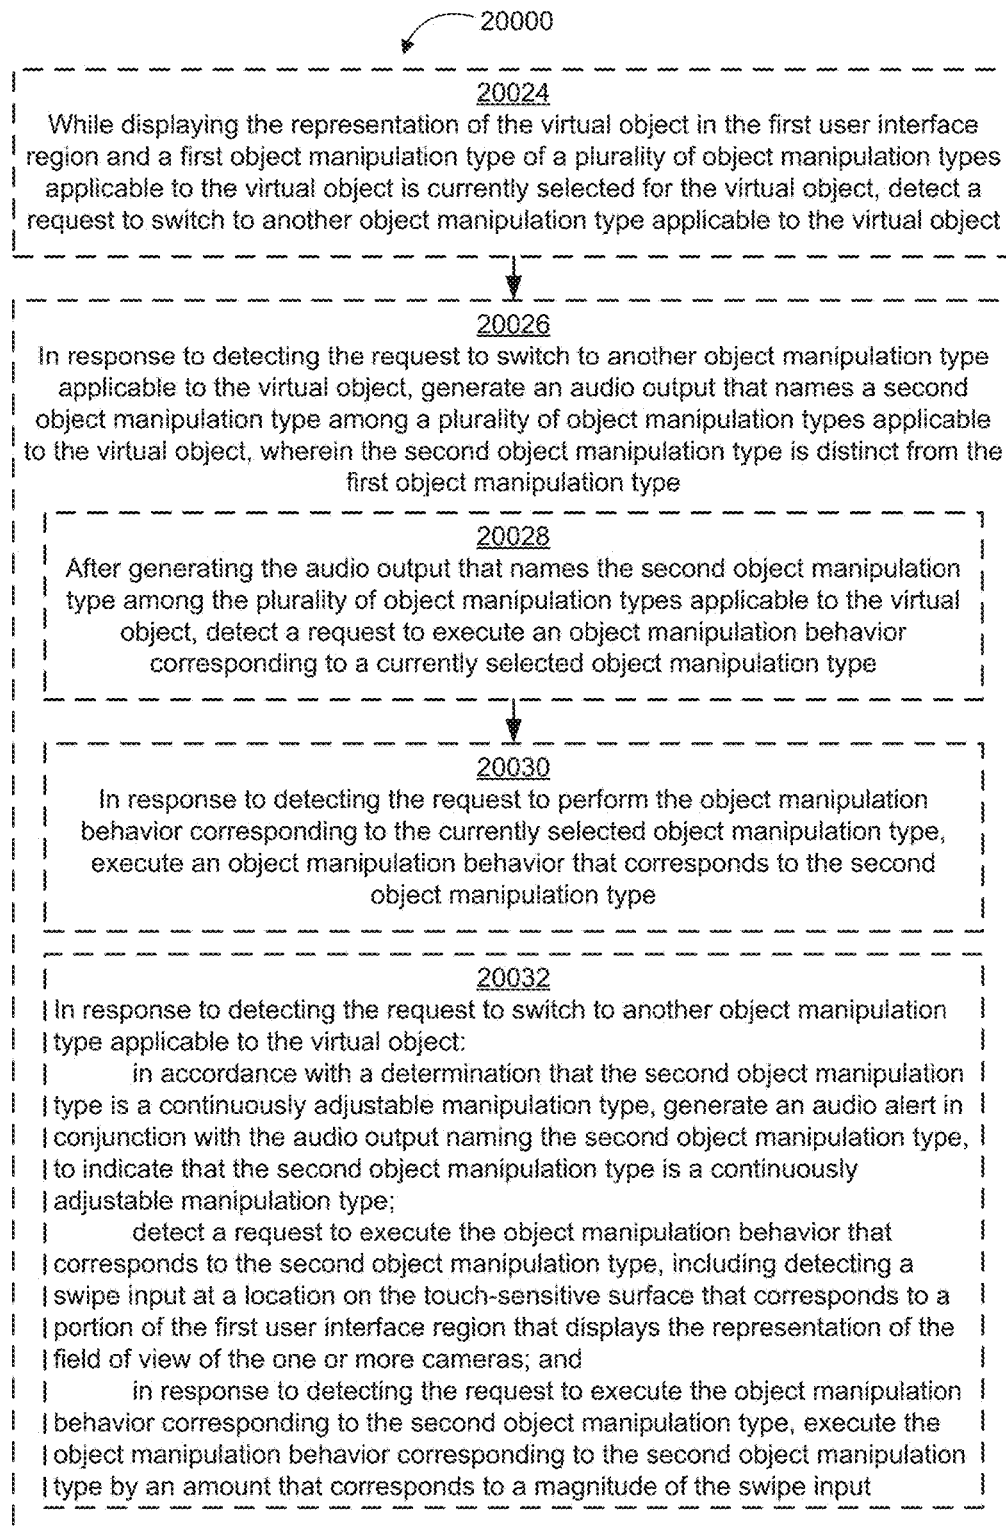 20000
20024
While displaying the representation of the virtual object in the first user interface
region and a first object manipulation type of a plurality of object manipulation types
applicable to the virtual object is currently selected for the virtual object, detect a
request to switch to another object manipulation type applicable to the virtual object
20026
In response to detecting the request to switch to another object manipulation type
applicable to the virtual object, generate an audio output that names a second
object manipulation type among a plurality of object manipulation types applicable
to the virtual object, wherein the second object manipulation type is distinct from the
first object manipulation type
20028
After generating the audio output that names the second object manipulation
type among the plurality of object manipulation types applicable to the virtual
object, detect a request to execute an object manipulation behavior
corresponding to a currently selected object manipulation type
20030
In response to detecting the request to perform the object manipulation
behavior corresponding to the currently selected object manipulation type,
execute an object manipulation behavior that corresponds to the second
object manipulation type
20032
In response to detecting the request to switch to another object manipulation
type applicable to the virtual object:
in accordance with a determination that the second object manipulation
type is a continuously adjustable manipulation type, generate an audio alert in
conjunction with the audio output naming the second object manipulation type,
to indicate that the second object manipulation type is a continuously
adjustable manipulation type;
detect a request to execute the object manipulation behavior that
corresponds to the second object manipulation type, including detecting a
swipe input at a location on the touch-sensitive surface that corresponds to a
portion of the first user interface region that displays the representation of the
field of view of the one or more cameras; and
in response to detecting the request to execute the object manipulation
behavior corresponding to the second object manipulation type, execute the
object manipulation behavior corresponding to the second object manipulation
type by an amount that corresponds to a magnitude of the swipe input